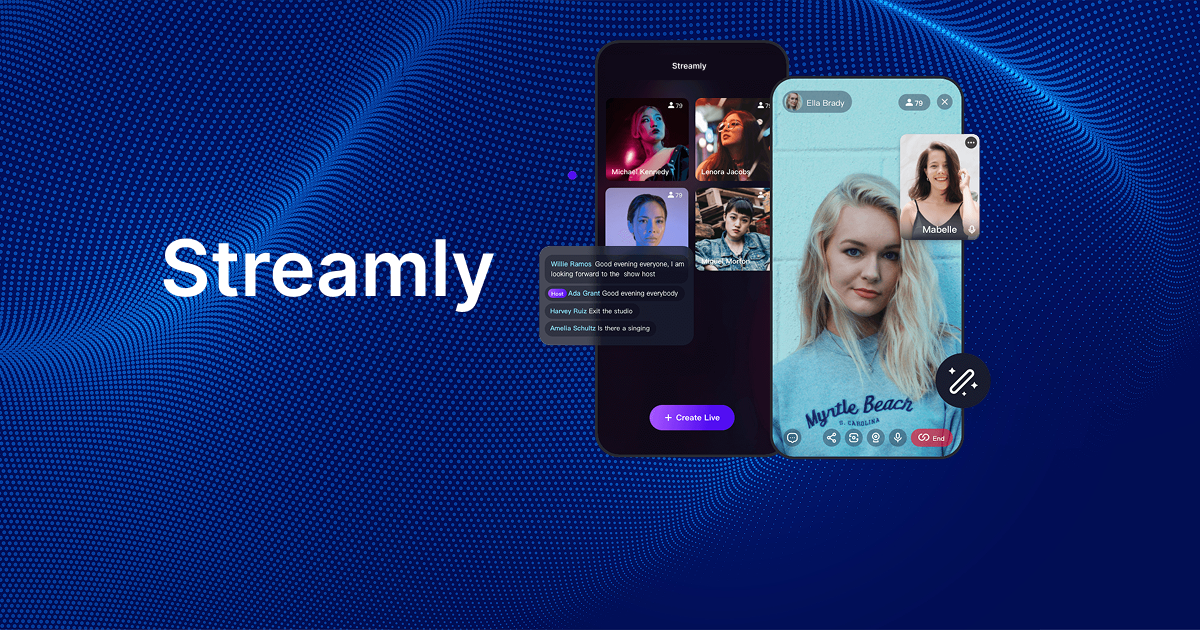 Streamly
Streamly
79
Michael Kennedy
Lenora Jacobs
79
Miguel Morton
Willie Ramos Good evening everyone, I am
looking forward to the show host
Host Ada Grant Good evening everybody
Harvey Ruiz Exit the studio
Amelia Schultz Is there a singing
+ Create Live
Ella Brady
79
Mabelle
Myrtle Beach
S. CAROLINA
End